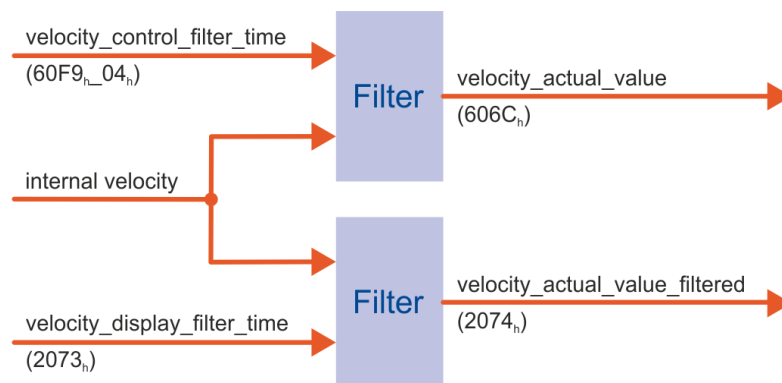 velocity_control_filter_time
(60F9h_04h)
Filter
velocity_actual_value
(606Ch)
internal velocity
Filter
velocity_actual_value_filtered
(2074h)
velocity_display_filter_time
(2073h)